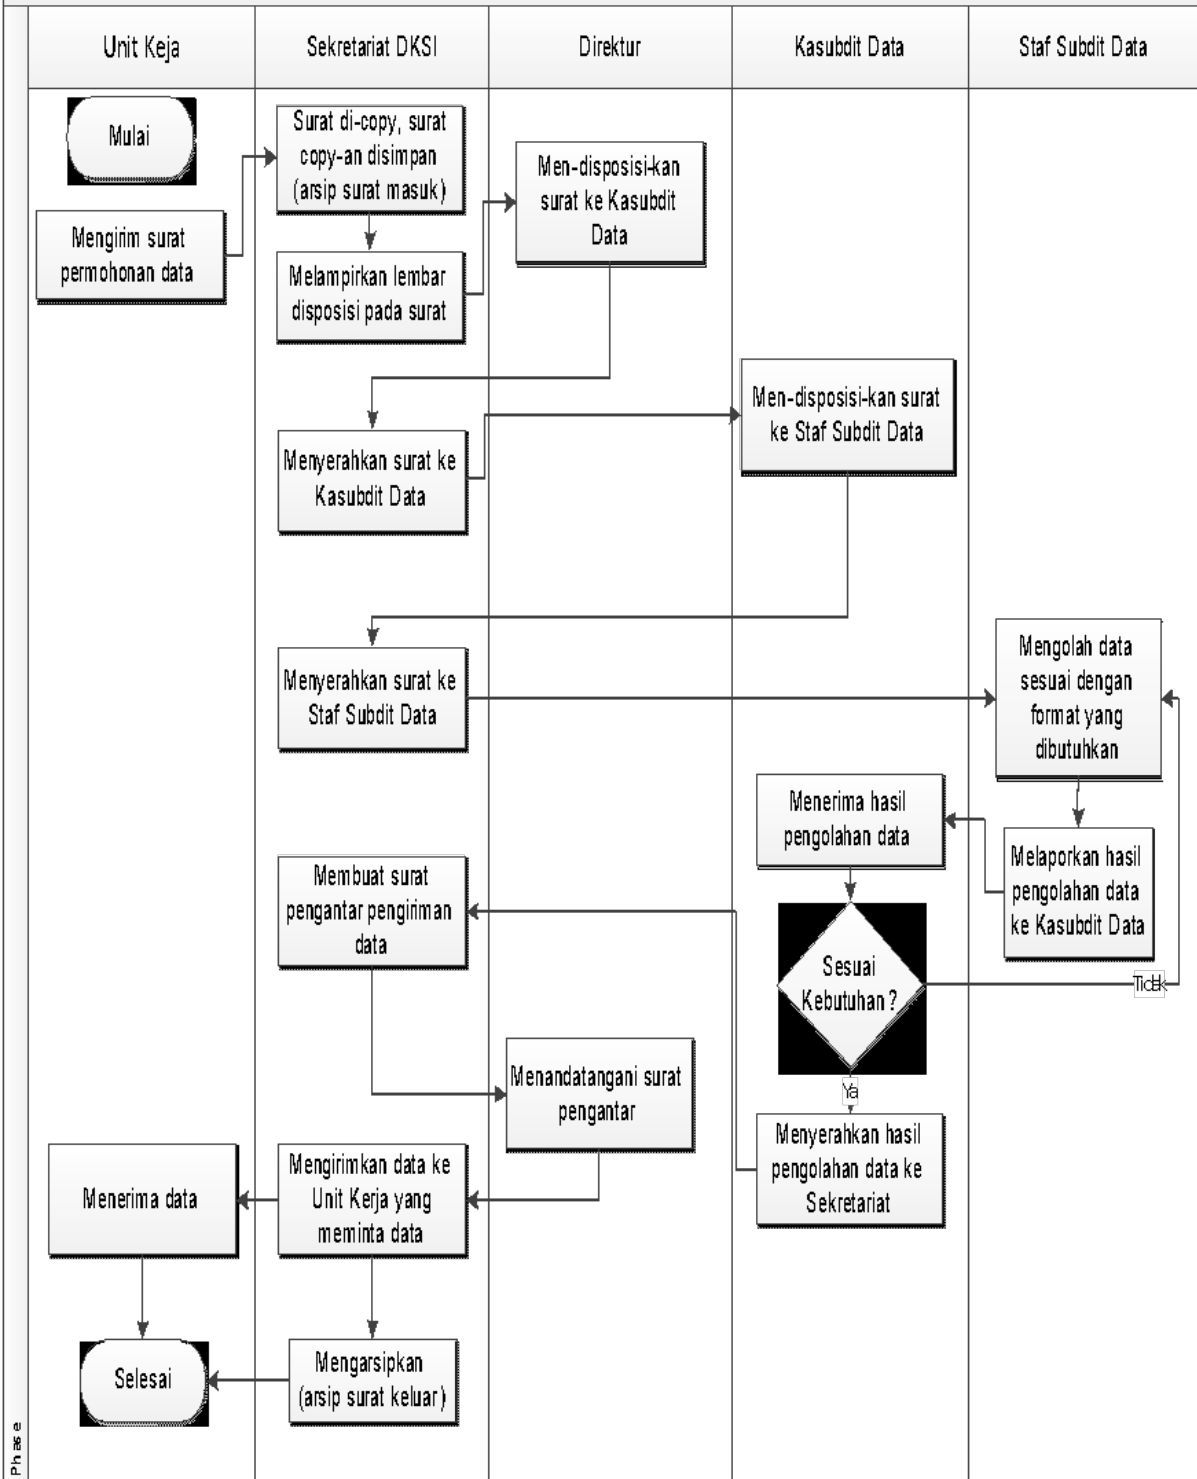 Unit Keja
Sekretariat DKSI
Direktur
Kasubdit Data
Staf Subdit Data
Mulai
Mengirim surat
permohonan data
Surat di-copy, surat
copy-an disimpan
(arsip surat masuk)
Melampirkan lembar
disposisi pada surat
Men-disposisi-kan
surat ke Kasubdit
Data
Menyerahkan surat ke
Kasubdit Data
Men-disposisi-kan surat
ke Staf Subdit Data
Menyerahkan surat ke
Staf Subdit Data
Mengolah data
sesuai dengan
format yang
dibutuhkan
Melaporkan hasil
pengolahan data
ke Kasubdit Data
Menerima hasil
pengolahan data
Sesuai
Kebutuhan?
Tidak
Ya
Menyerahkan hasil
pengolahan data ke
Sekretariat
Membuat surat
pengantar pengiriman
data
Menandatangani surat
pengantar
Mengirimkan data ke
Unit Kerja yang
meminta data
Menerima data
Mengarsipkan
(arsip surat keluar)
Selesai
Phase